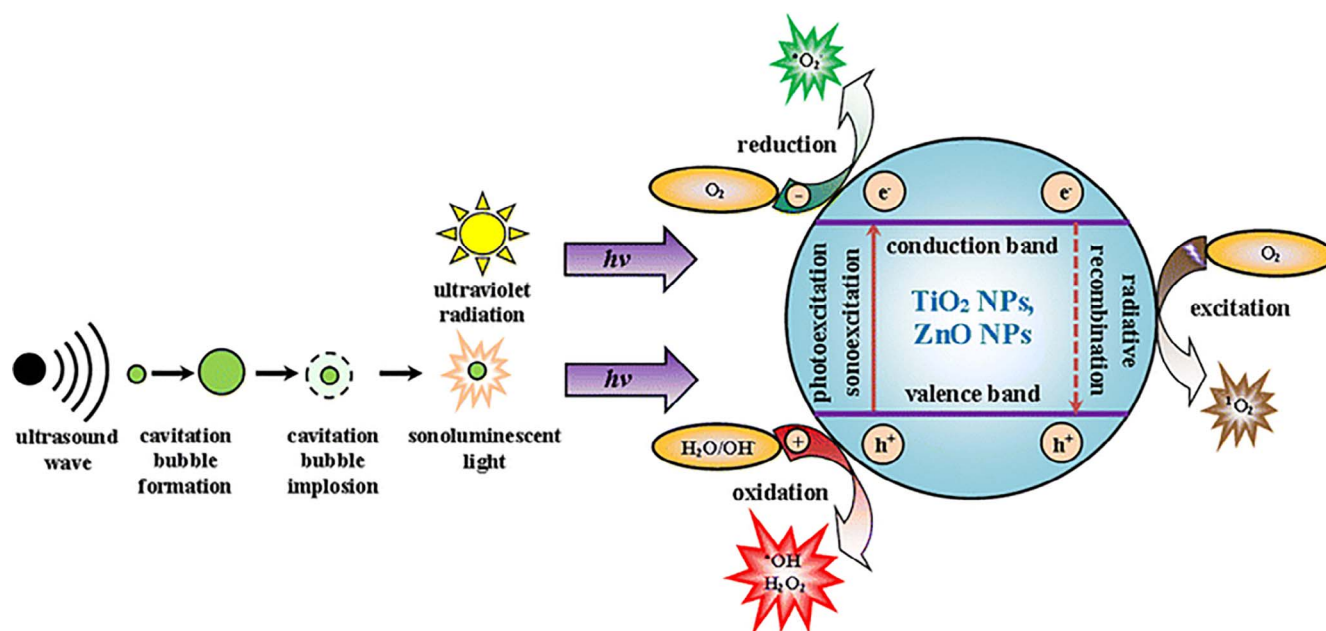 ultrasound
wave
cavitation
bubble
formation
cavitation
bubble
implosion
sonoluminescent
light
ultraviolet
radiation
hν
hν
O₂
−
reduction
•O₂⁻
H₂O/OH⁻
+
oxidation
•OH
H₂O₂
e⁻
e⁻
conduction band
photoexcitation
sonoexcitation
TiO₂ NPs,
ZnO NPs
radiative
recombination
valence band
h⁺
h⁺
O₂
excitation
¹O₂